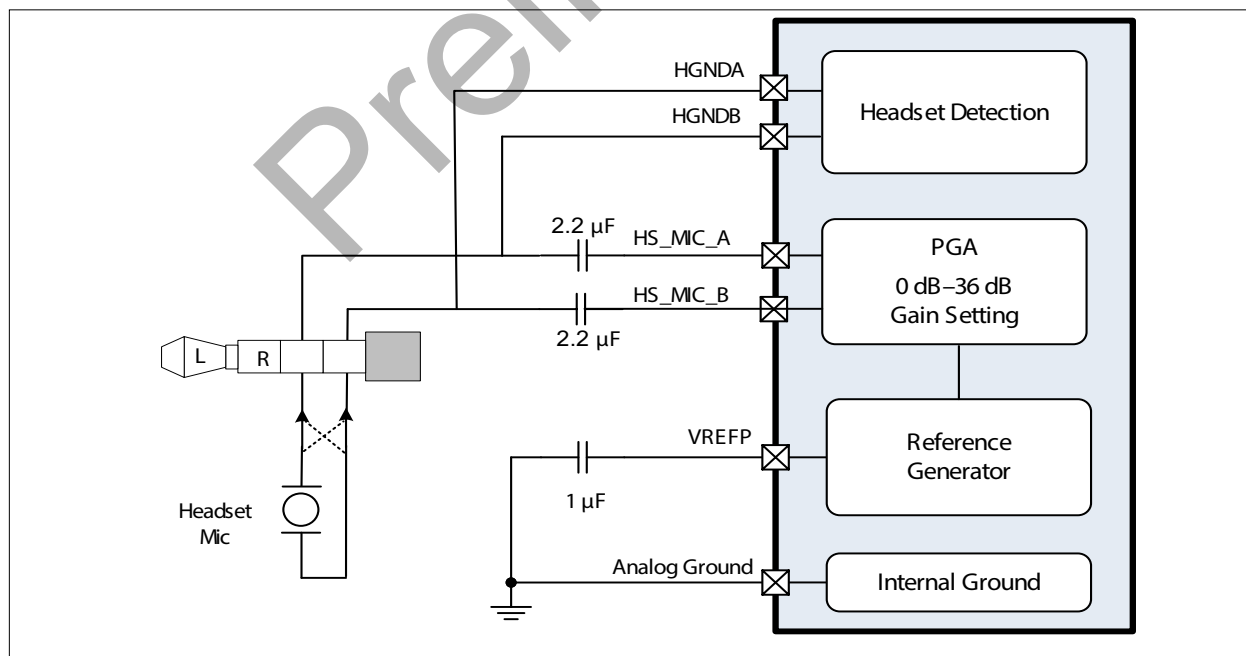 Prelim
HGNDA
HGNDB
Headset Detection
2.2 µF
HS_MIC_A
HS_MIC_B
2.2 µF
PGA
0 dB–36 dB
Gain Setting
L
R
VREFP
1 µF
Reference
Generator
Headset
Mic
Analog Ground
Internal Ground